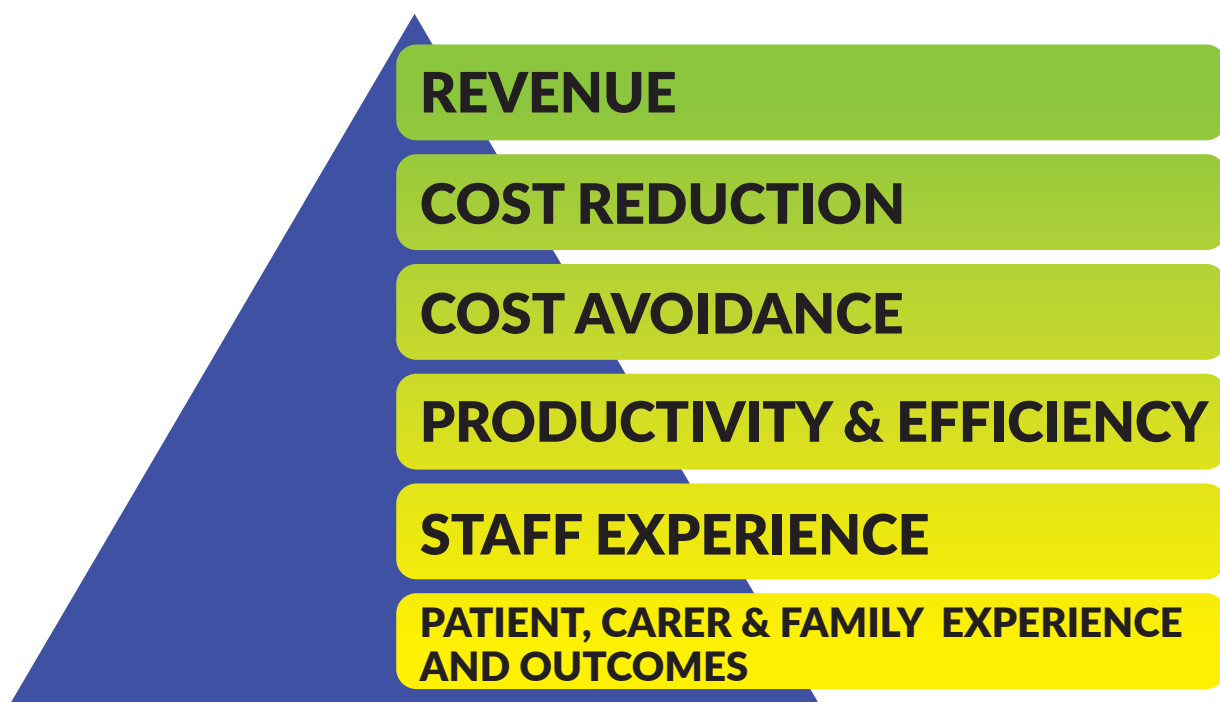 REVENUE
COST REDUCTION
COST AVOIDANCE
PRODUCTIVITY & EFFICIENCY
STAFF EXPERIENCE
PATIENT, CARER & FAMILY EXPERIENCE
AND OUTCOMES